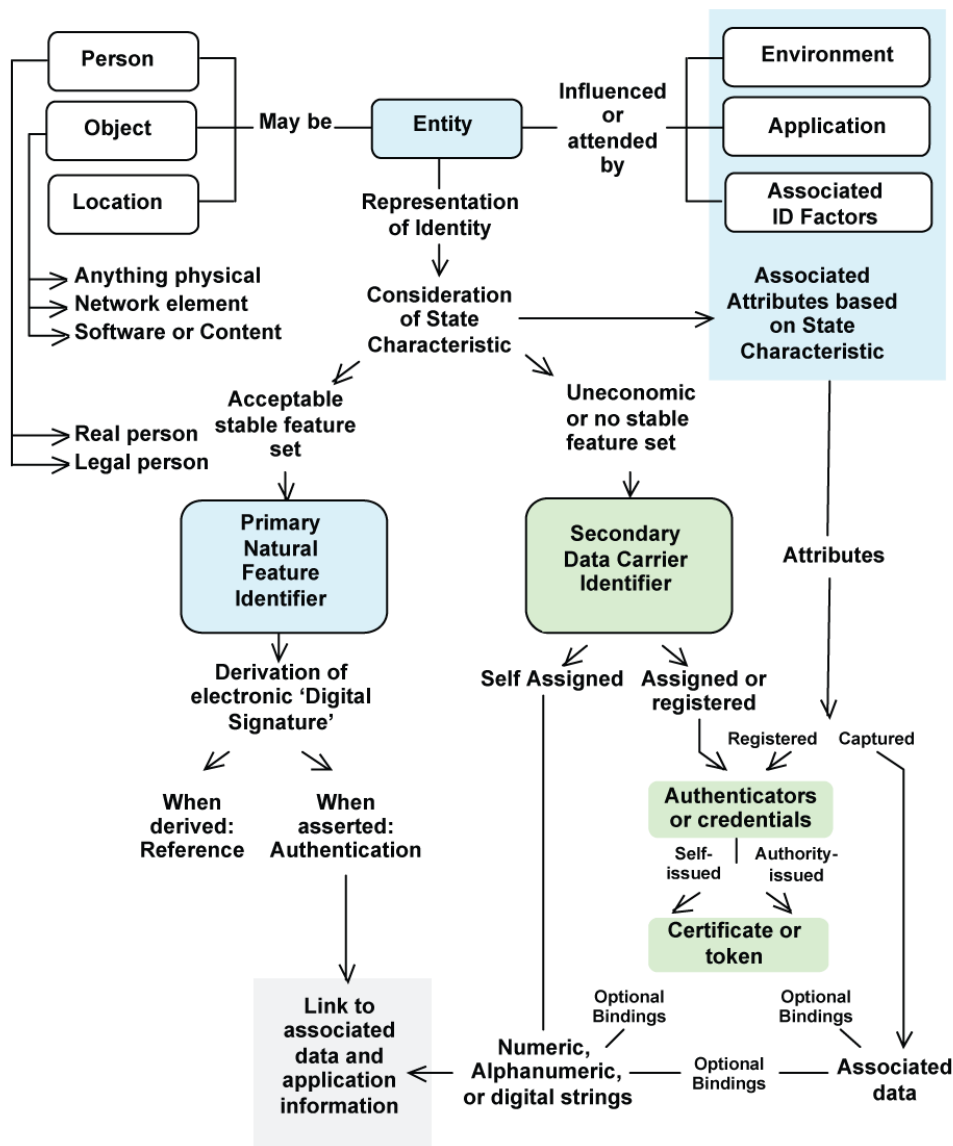 Person
Object
Location
May be
Entity
Influenced
or
attended
by
Environment
Application
Associated
ID Factors
Representation
of Identity
Anything physical
Network element
Software or Content
Consideration
of State
Characteristic
Associated
Attributes based
on State
Characteristic
Acceptable
stable feature
set
Uneconomic
or no stable
feature set
Real person
Legal person
Primary
Natural
Feature
Identifier
Secondary
Data Carrier
Identifier
Attributes
Derivation of
electronic ‘Digital
Signature’
Self Assigned
Assigned or
registered
Registered
Captured
When
derived:
Reference
When
asserted:
Authentication
Authenticators
or credentials
Self-
issued
Authority-
issued
Certificate or
token
Link to
associated
data and
application
information
Optional
Bindings
Optional
Bindings
Numeric,
Alphanumeric,
or digital strings
Optional
Bindings
Associated
data